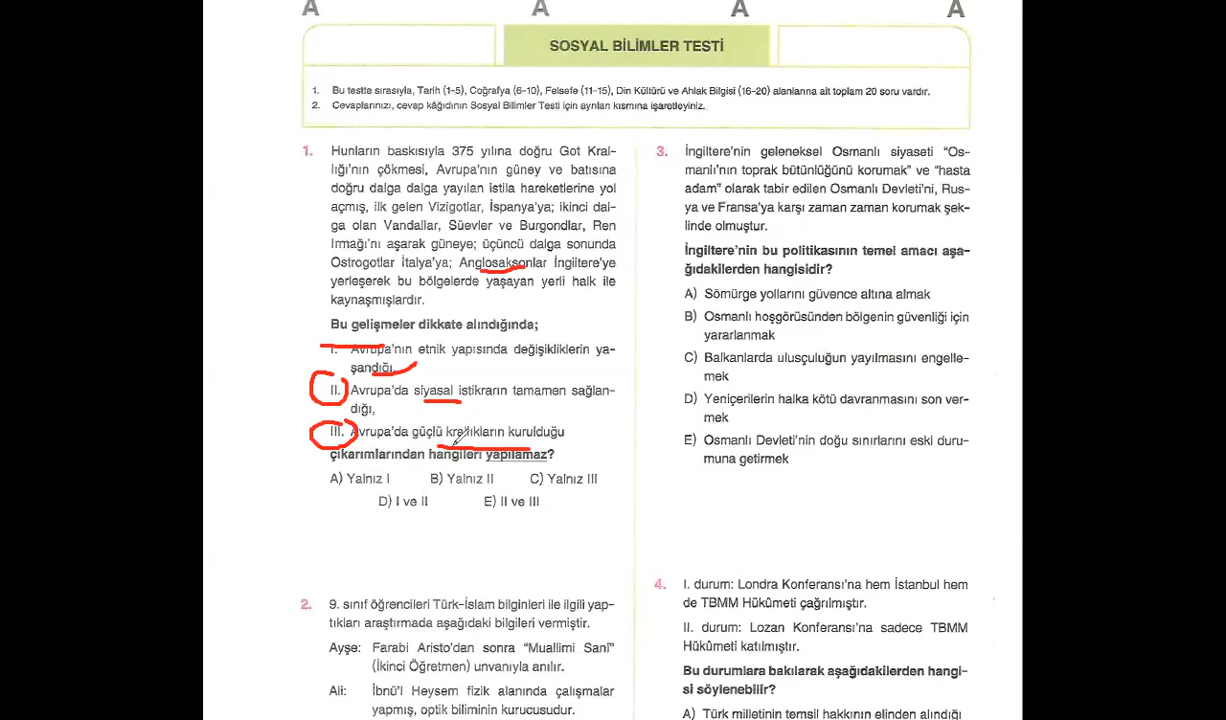 A A A A
SOSYAL BİLİMLER TESTİ
1. Bu testte sırasıyla, Tarih (1-5), Coğrafya (6-10), Felsefe (11-15), Din Kültürü ve Ahlak Bilgisi (16-20) alanlarına ait toplam 20 soru vardır.
2. Cevaplarınızı, cevap kâğıdının Sosyal Bilimler Testi için ayrılan kısmına işaretleyiniz.
1. Hunların baskısıyla 375 yılına doğru Got Kral-
lığı’nın çökmesi, Avrupa’nın güney ve batısına
doğru dalga dalga yayılan istila hareketlerine yol
açmış, ilk gelen Vizigotlar, İspanya’ya; ikinci dal-
ga olan Vandallar, Süevler ve Burgondlar, Ren
Irmağı’nı aşarak güneye; üçüncü dalga sonunda
Ostrogotlar İtalya’ya; Anglosaksonlar İngiltere’ye
yerleşerek bu bölgelerde yaşayan yerli halk ile
kaynaşmışlardır.
Bu gelişmeler dikkate alındığında;
I. Avrupa’nın etnik yapısında değişikliklerin ya-
şandığı,
II. Avrupa’da siyasal istikrarın tamamen sağlan-
dığı,
III. Avrupa’da güçlü krallıkların kurulduğu
çıkarımlarından hangileri yapılamaz?
A) Yalnız I B) Yalnız II C) Yalnız III
D) I ve II E) II ve III
2. 9. sınıf öğrencileri Türk-İslam bilginleri ile ilgili yap-
tıkları araştırmada aşağıdaki bilgileri vermiştir.
Ayşe: Farabi Aristo’dan sonra “Muallimi Sani”
(İkinci Öğretmen) unvanıyla anılır.
Ali: İbnü’l Heysem fizik alanında çalışmalar
yapmış, optik biliminin kurucusudur.
3. İngiltere’nin geleneksel Osmanlı siyaseti “Os-
manlı’nın toprak bütünlüğünü korumak” ve “hasta
adam” olarak tabir edilen Osmanlı Devleti’ni, Rus-
ya ve Fransa’ya karşı zaman zaman korumak şek-
linde olmuştur.
İngiltere’nin bu politikasının temel amacı aşa-
ğıdakilerden hangisidir?
A) Sömürge yollarını güvence altına almak
B) Osmanlı hoşgörüsünden bölgenin güvenliği için
yararlanmak
C) Balkanlarda ulusçuluğun yayılmasını engelle-
mek
D) Yeniçerilerin halka kötü davranmasını son ver-
mek
E) Osmanlı Devleti’nin doğu sınırlarını eski duru-
muna getirmek
4. I. durum: Londra Konferansı’na hem İstanbul hem
de TBMM Hükûmeti çağrılmıştır.
II. durum: Lozan Konferansı’na sadece TBMM
Hükûmeti katılmıştır.
Bu durumlara bakılarak aşağıdakilerden hangi-
si söylenebilir?
A) Türk milletinin temsil hakkının elinden alındığı